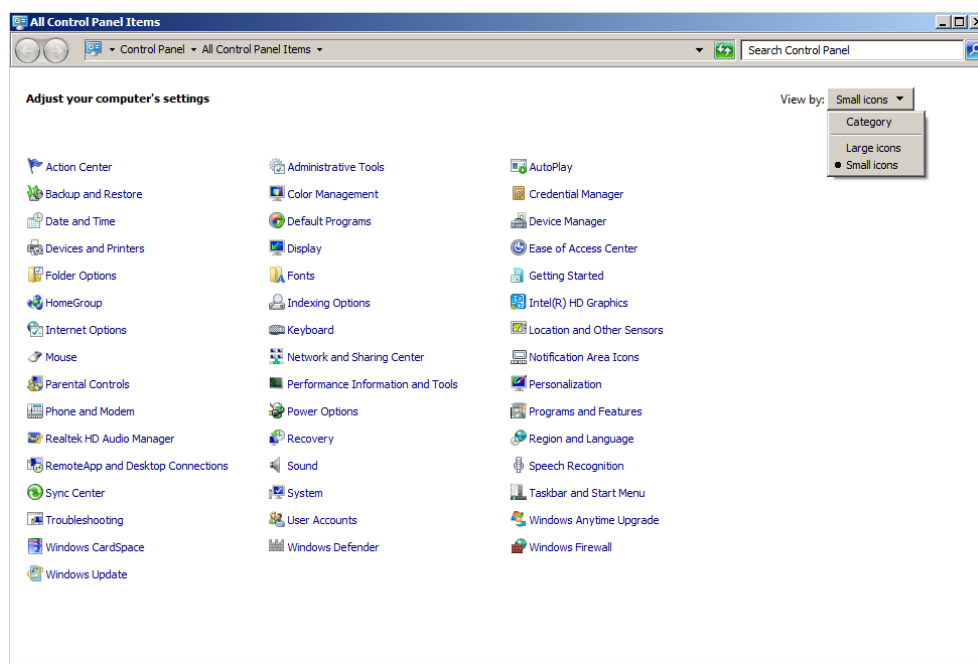 All Control Panel Items
Control Panel All Control Panel Items
Search Control Panel
Adjust your computer's settings
View by: Small icons
Category
Large icons
Small icons
Action Center Administrative Tools AutoPlay
Backup and Restore Color Management Credential Manager
Date and Time Default Programs Device Manager
Devices and Printers Display Ease of Access Center
Folder Options Fonts Getting Started
HomeGroup Indexing Options Intel(R) HD Graphics
Internet Options Keyboard Location and Other Sensors
Mouse Network and Sharing Center Notification Area Icons
Parental Controls Performance Information and Tools Personalization
Phone and Modem Power Options Programs and Features
Realtek HD Audio Manager Recovery Region and Language
RemoteApp and Desktop Connections Sound Speech Recognition
Sync Center System Taskbar and Start Menu
Troubleshooting User Accounts Windows Anytime Upgrade
Windows CardSpace Windows Defender Windows Firewall
Windows Update